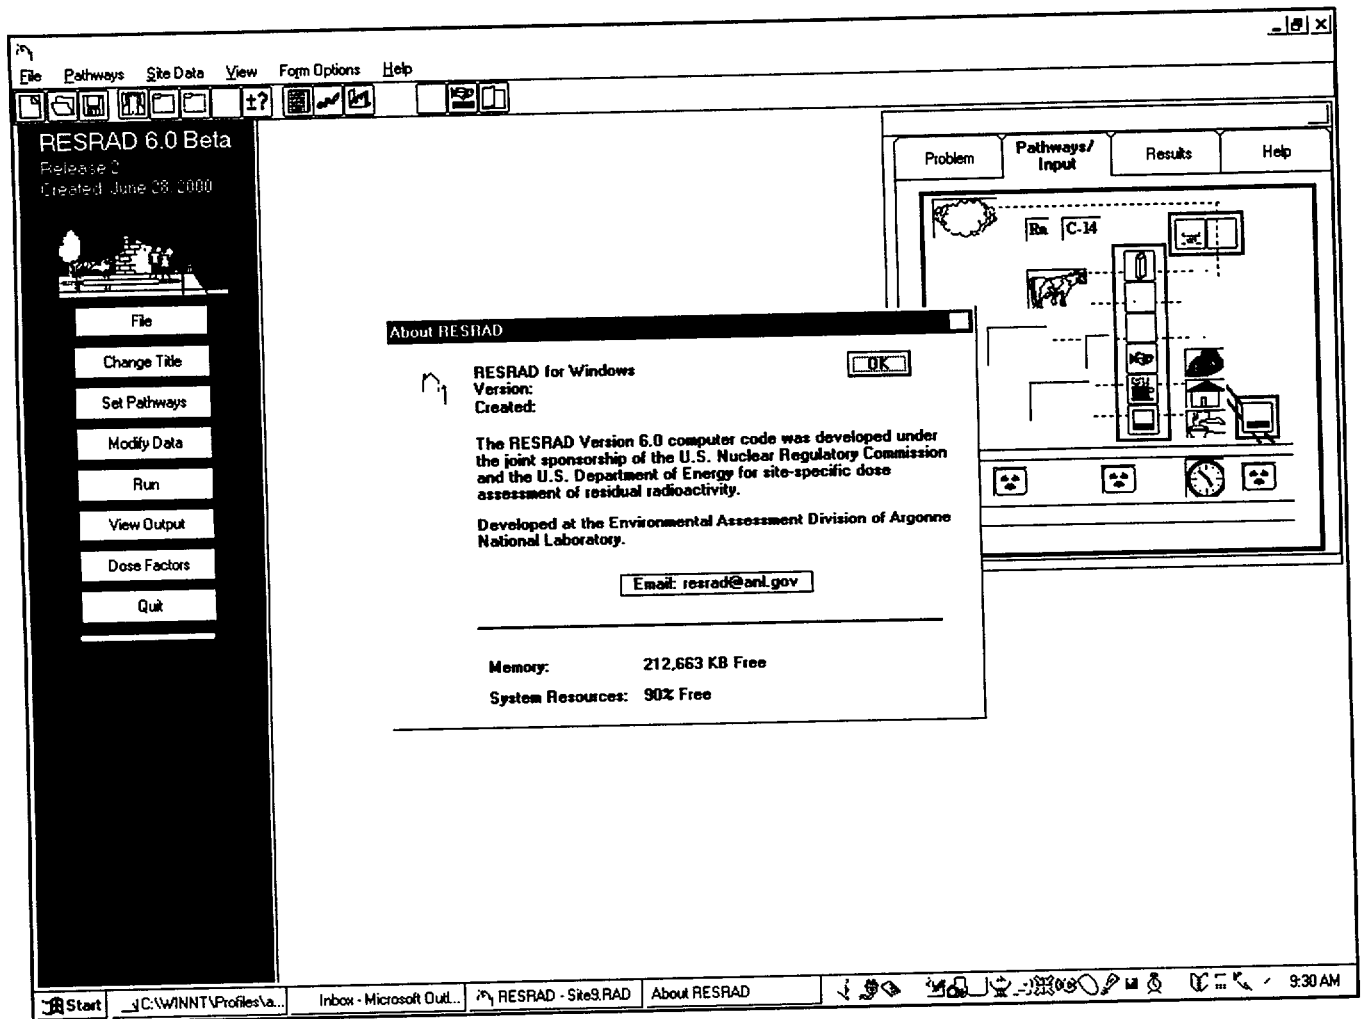 File Pathways Site Data View Form Options Help
±?
RESRAD 6.0 Beta
Release 2
Created: June 28, 2000
File
Change Title
Set Pathways
Modify Data
Run
View Output
Dose Factors
Quit
Problem
Pathways/
Input
Results
Help
Rn C-14
About RESRAD
OK
RESRAD for Windows
Version:
Created:
The RESRAD Version 6.0 computer code was developed under
the joint sponsorship of the U.S. Nuclear Regulatory Commission
and the U.S. Department of Energy for site-specific dose
assessment of residual radioactivity.
Developed at the Environmental Assessment Division of Argonne
National Laboratory.
Email: resrad@anl.gov
Memory: 212,663 KB Free
System Resources: 90% Free
Start C:\WINNT\Profiles\a... Inbox - Microsoft Outl... RESRAD - Site9.RAD About RESRAD 9:30 AM